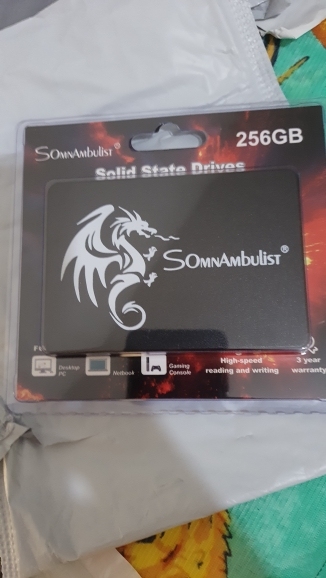 SOMNAMBULIST®
256GB
Solid State Drives
SOMNAMBULIST®
Desktop PC
Netbook
Gaming Console
High-speed
reading and writing
3 year
warranty